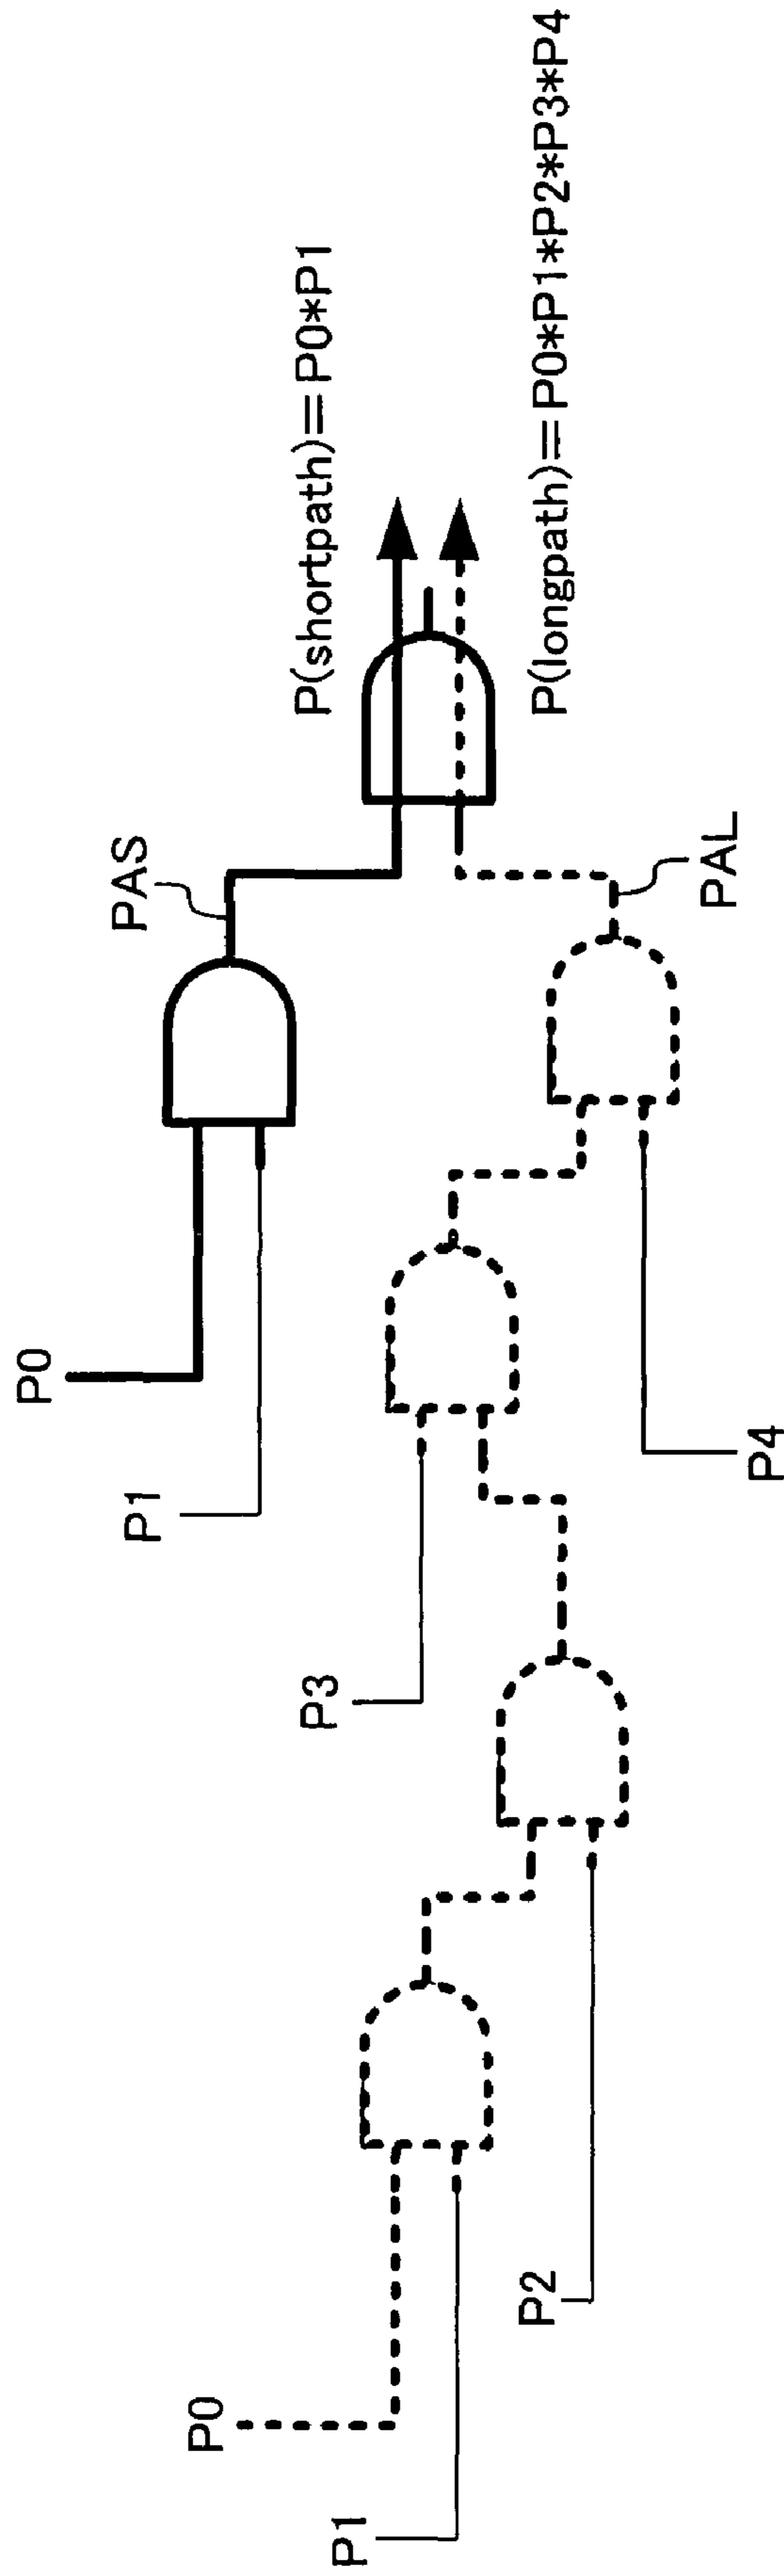 P0
P1
PAS
P(shortpath)=P0*P1
P(longpath)=P0*P1*P2*P3*P4
P0
P1
P2
P3
P4
PAL